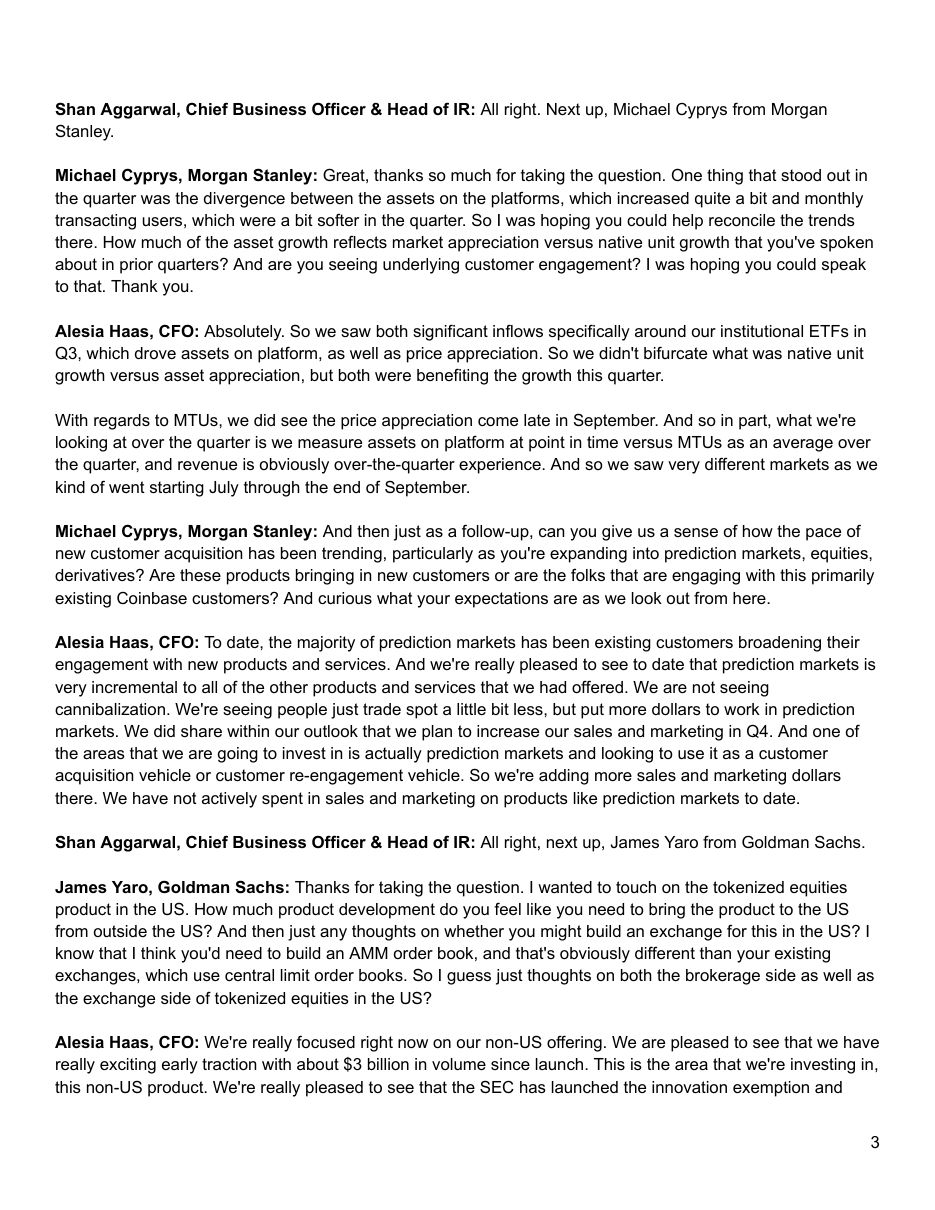 Shan Aggarwal, Chief Business Officer & Head of IR: All right. Next up, Michael Cyprys from Morgan
Stanley.
Michael Cyprys, Morgan Stanley: Great, thanks so much for taking the question. One thing that stood out in
the quarter was the divergence between the assets on the platforms, which increased quite a bit and monthly
transacting users, which were a bit softer in the quarter. So I was hoping you could help reconcile the trends
there. How much of the asset growth reflects market appreciation versus native unit growth that you've spoken
about in prior quarters? And are you seeing underlying customer engagement? I was hoping you could speak
to that. Thank you.
Alesia Haas, CFO: Absolutely. So we saw both significant inflows specifically around our institutional ETFs in
Q3, which drove assets on platform, as well as price appreciation. So we didn't bifurcate what was native unit
growth versus asset appreciation, but both were benefiting the growth this quarter.
With regards to MTUs, we did see the price appreciation come late in September. And so in part, what we're
looking at over the quarter is we measure assets on platform at point in time versus MTUs as an average over
the quarter, and revenue is obviously over-the-quarter experience. And so we saw very different markets as we
kind of went starting July through the end of September.
Michael Cyprys, Morgan Stanley: And then just as a follow-up, can you give us a sense of how the pace of
new customer acquisition has been trending, particularly as you're expanding into prediction markets, equities,
derivatives? Are these products bringing in new customers or are the folks that are engaging with this primarily
existing Coinbase customers? And curious what your expectations are as we look out from here.
Alesia Haas, CFO: To date, the majority of prediction markets has been existing customers broadening their
engagement with new products and services. And we're really pleased to see to date that prediction markets is
very incremental to all of the other products and services that we had offered. We are not seeing
cannibalization. We're seeing people just trade spot a little bit less, but put more dollars to work in prediction
markets. We did share within our outlook that we plan to increase our sales and marketing in Q4. And one of
the areas that we are going to invest in is actually prediction markets and looking to use it as a customer
acquisition vehicle or customer re-engagement vehicle. So we're adding more sales and marketing dollars
there. We have not actively spent in sales and marketing on products like prediction markets to date.
Shan Aggarwal, Chief Business Officer & Head of IR: All right, next up, James Yaro from Goldman Sachs.
James Yaro, Goldman Sachs: Thanks for taking the question. I wanted to touch on the tokenized equities
product in the US. How much product development do you feel like you need to bring the product to the US
from outside the US? And then just any thoughts on whether you might build an exchange for this in the US? I
know that I think you'd need to build an AMM order book, and that's obviously different than your existing
exchanges, which use central limit order books. So I guess just thoughts on both the brokerage side as well as
the exchange side of tokenized equities in the US?
Alesia Haas, CFO: We're really focused right now on our non-US offering. We are pleased to see that we have
really exciting early traction with about $3 billion in volume since launch. This is the area that we're investing in,
this non-US product. We're really pleased to see that the SEC has launched the innovation exemption and
3